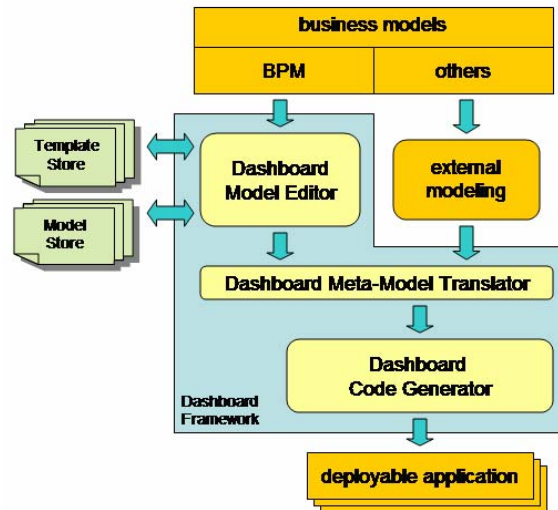 business models
BPM
others
Template
Store
Dashboard
Model Editor
external
modeling
Model
Store
Dashboard Meta-Model Translator
Dashboard
Code Generator
Dashboard
Framework
deployable application